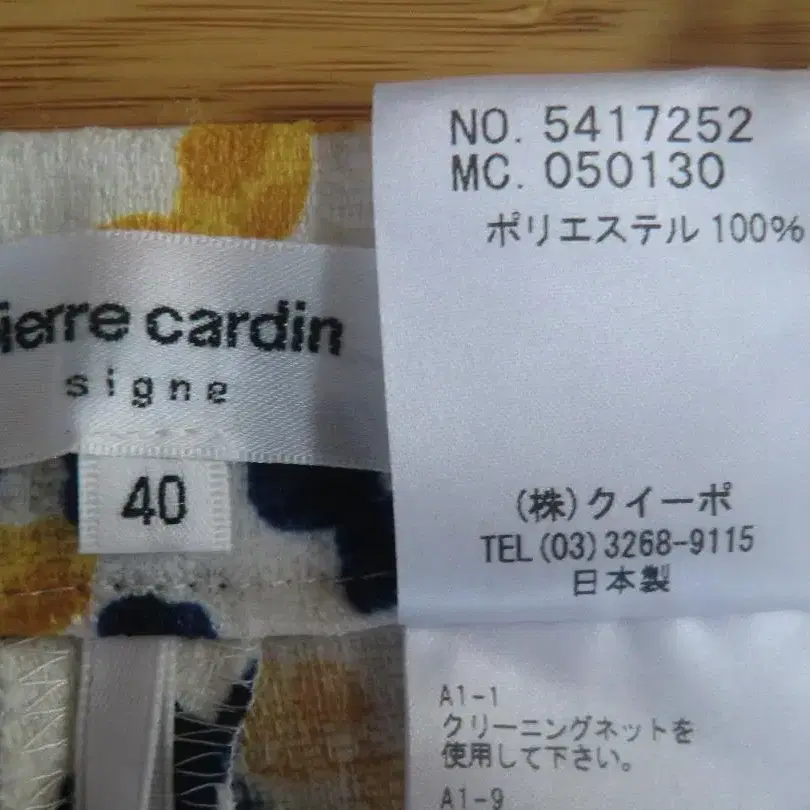 ierre cardin
signe
40
NO. 5417252
MC. 050130
ポリエステル 100%
(株)クイーポ
TEL(03)3268-9115
日本製
A1-1
クリーニングネットを
使用して下さい。
A1-9